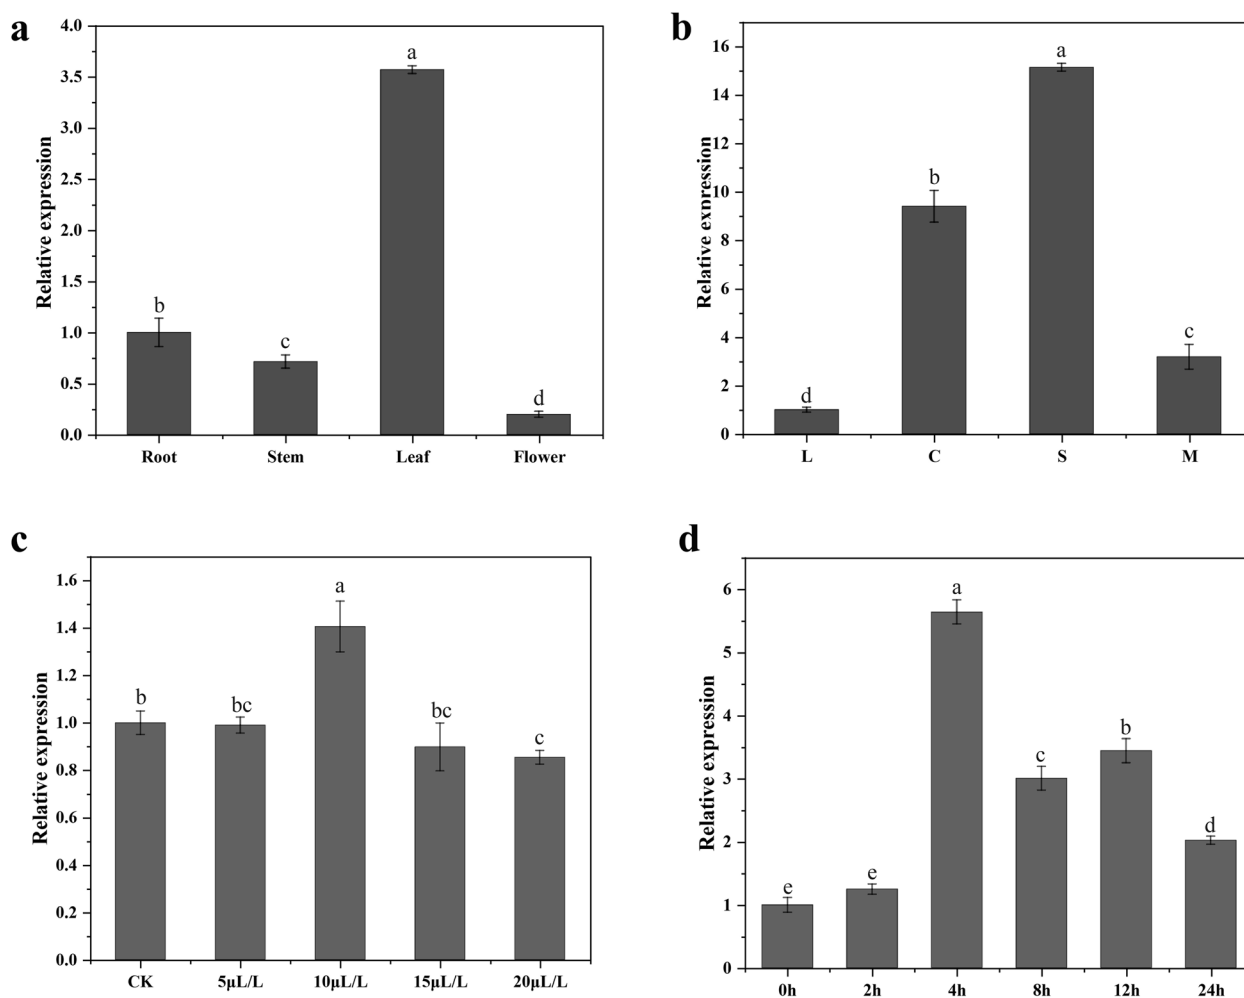 a
Relative expression
4.0
3.5
3.0
2.5
2.0
1.5
1.0
0.5
0.0
b
c
a
d
Root Stem Leaf Flower
b
Relative expression
16
14
12
10
8
6
4
2
0
d
b
a
c
L C S M
c
Relative expression
1.6
1.4
1.2
1.0
0.8
0.6
0.4
0.2
0.0
b
bc
a
bc
c
CK 5μL/L 10μL/L 15μL/L 20μL/L
d
Relative expression
6
5
4
3
2
1
0
e
e
a
c
b
d
0h 2h 4h 8h 12h 24h